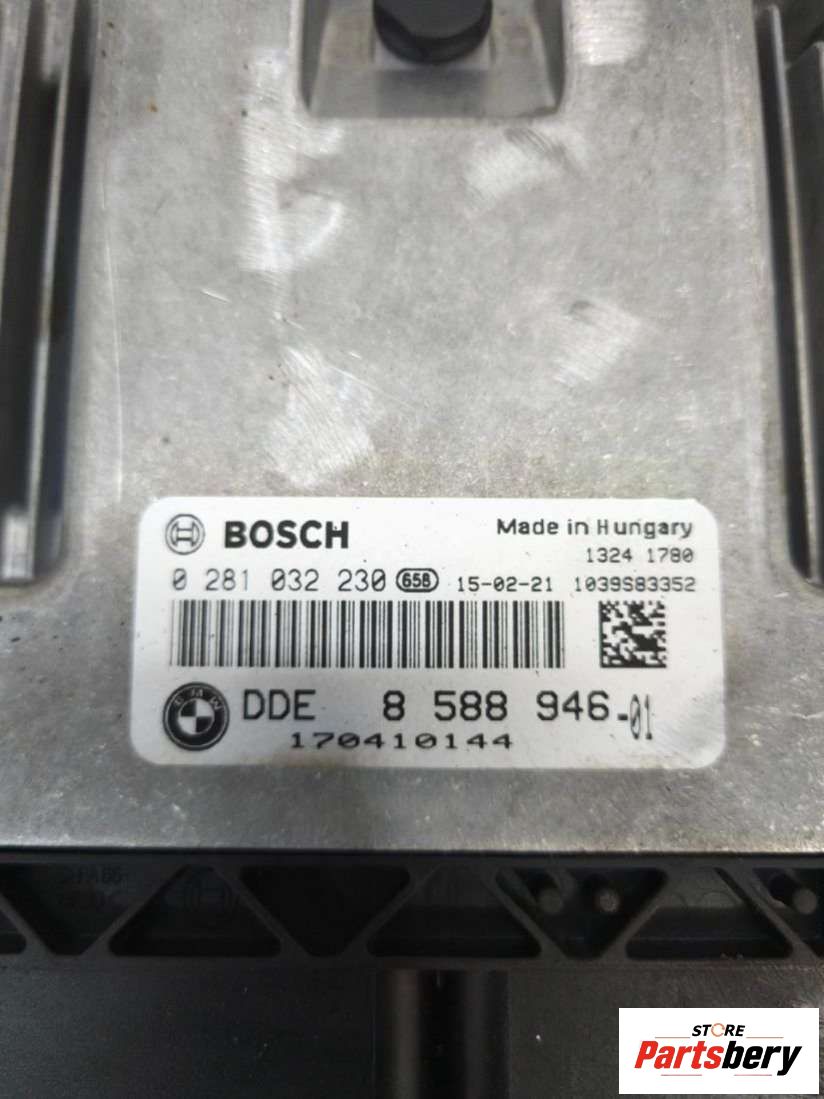 BOSCH
Made in Hungary
1324 1780
0 281 032 230 658 15-02-21 1039S83352
BMW
DDE 8 588 946-01
170410144
STORE
Partsbery